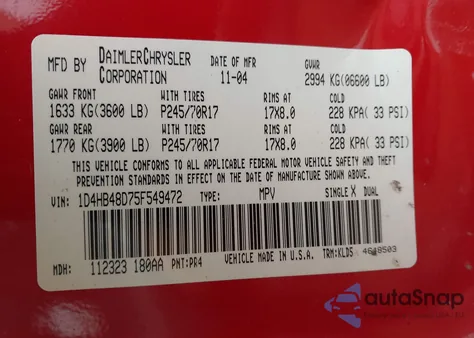 MFD BY DAIMLERCHRYSLER CORPORATION DATE OF MFR 11-04 GVWR 2994 KG(06600 LB)
GAWR FRONT WITH TIRES RIMS AT COLD
1633 KG(3600 LB) P245/70R17 17X8.0 228 KPA( 33 PSI)
GAWR REAR WITH TIRES RIMS AT COLD
1770 KG(3900 LB) P245/70R17 17X8.0 228 KPA( 33 PSI)
THIS VEHICLE CONFORMS TO ALL APPLICABLE FEDERAL MOTOR VEHICLE SAFETY AND THEFT
PREVENTION STANDARDS IN EFFECT ON THE DATE OF MANUFACTURE SHOWN ABOVE.
VIN: 1D4HB48D75F549472 TYPE: MPV SINGLE X DUAL
MDH: 112323 180AA PNT:PR4 VEHICLE MADE IN U.S.A. TRM:KLD5 4648503
autoSnap